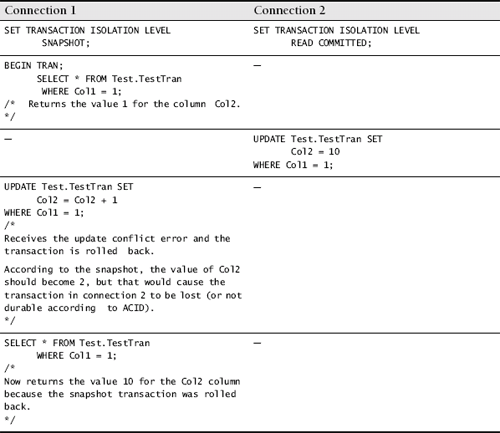 Connection 1 Connection 2
SET TRANSACTION ISOLATION LEVEL SET TRANSACTION ISOLATION LEVEL
SNAPSHOT; READ COMMITTED;
BEGIN TRAN; —
SELECT * FROM Test.TestTran
WHERE Col1 = 1;
/* Returns the value 1 for the column Col2.
*/
— UPDATE Test.TestTran SET
Col2 = 10
WHERE Col1 = 1;
UPDATE Test.TestTran SET —
Col2 = Col2 + 1
WHERE Col1 = 1;
/*
Receives the update conflict error and the
transaction is rolled back.
According to the snapshot, the value of Col2
should become 2, but that would cause the
transaction in connection 2 to be lost (or not
durable according to ACID).
*/
SELECT * FROM Test.TestTran —
WHERE Col1 = 1;
/*
Now returns the value 10 for the Col2 column
because the snapshot transaction was rolled
back.
*/